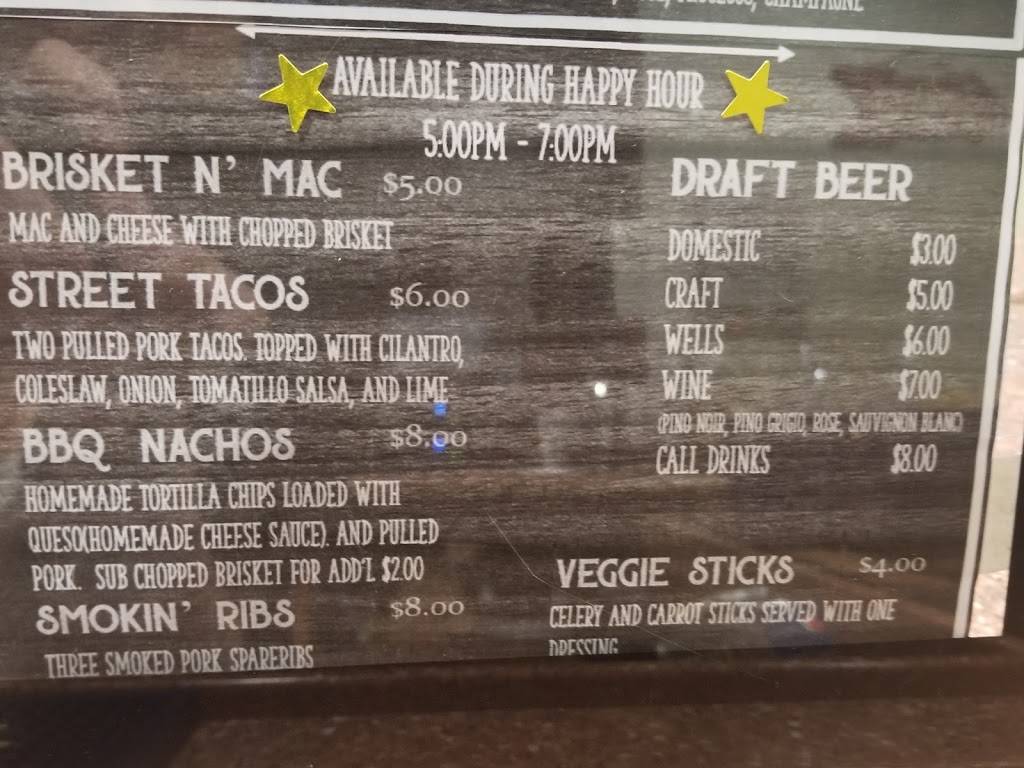 AVAILABLE DURING HAPPY HOUR
5:00PM - 7:00PM
BRISKET N' MAC $5.00
MAC AND CHEESE WITH CHOPPED BRISKET
STREET TACOS $6.00
TWO PULLED PORK TACOS. TOPPED WITH CILANTRO,
COLESLAW, ONION, TOMATILLO SALSA, AND LIME
BBQ NACHOS $8.00
HOMEMADE TORTILLA CHIPS LOADED WITH
QUESO(HOMEMADE CHEESE SAUCE). AND PULLED
PORK. SUB CHOPPED BRISKET FOR ADD'L $2.00
SMOKIN' RIBS $8.00
THREE SMOKED PORK SPARERIBS
DRAFT BEER
DOMESTIC $3.00
CRAFT $5.00
WELLS $6.00
WINE $7.00
(PINO NOIR, PINO GRIGIO, ROSE, SAUVIGNON BLANC)
CALL DRINKS $8.00
VEGGIE STICKS $4.00
CELERY AND CARROT STICKS SERVED WITH ONE
DRESSING